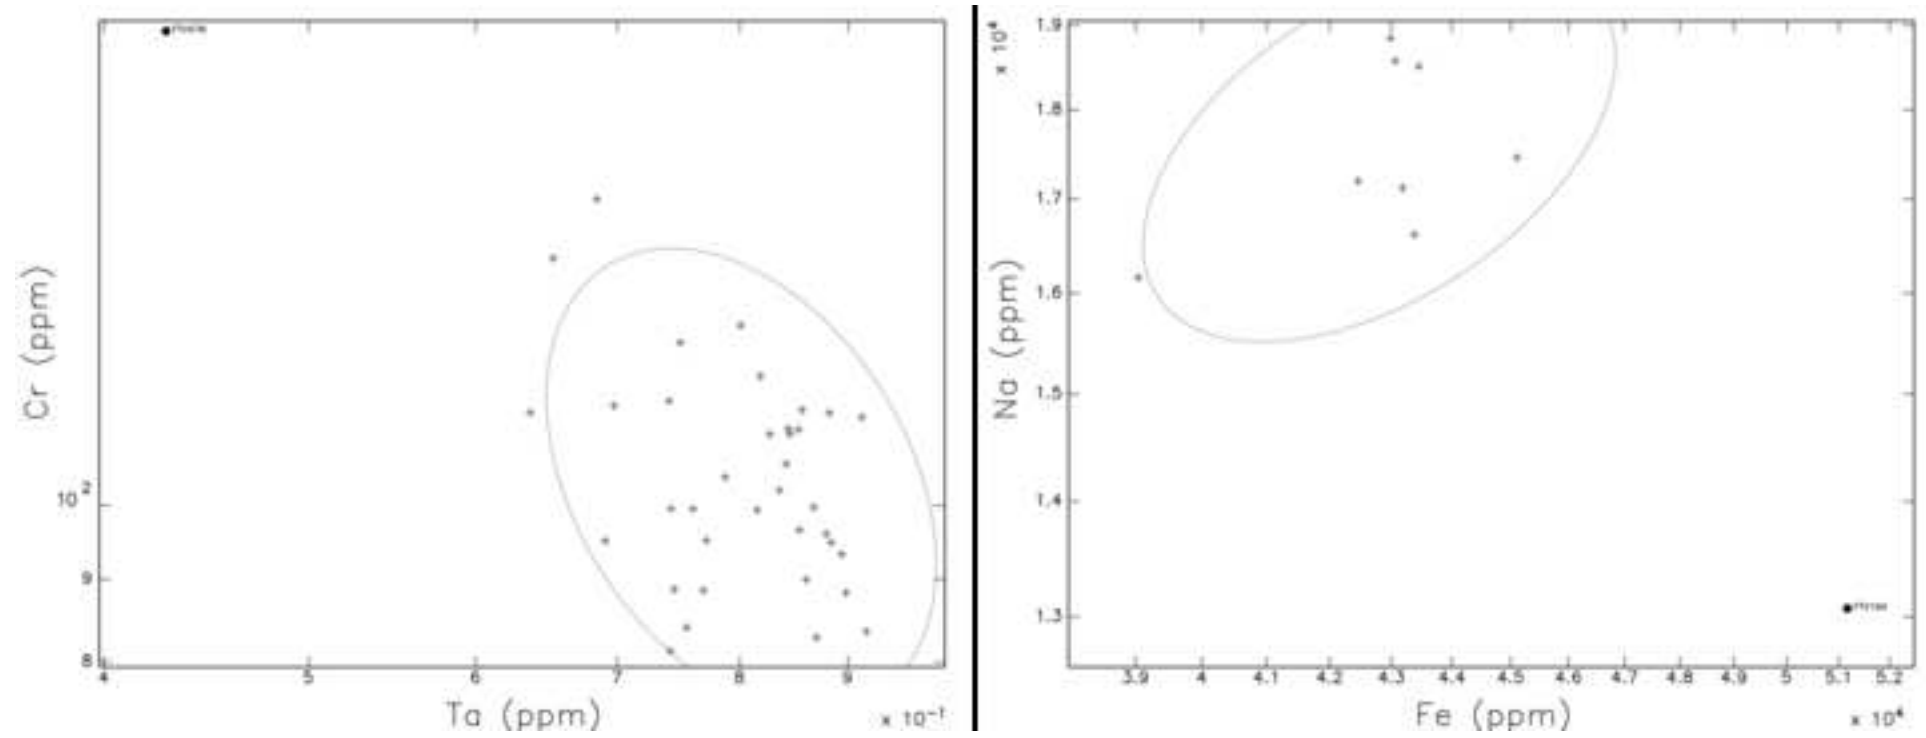 Cr (ppm)
10²
9
8
4 5 6 7 8 9
Ta (ppm)
x 10⁻¹
x 10⁴
Na (ppm)
1.9
1.8
1.7
1.6
1.5
1.4
1.3
3.9 4 4.1 4.2 4.3 4.4 4.5 4.6 4.7 4.8 4.9 5 5.1 5.2
Fe (ppm)
x 10⁴